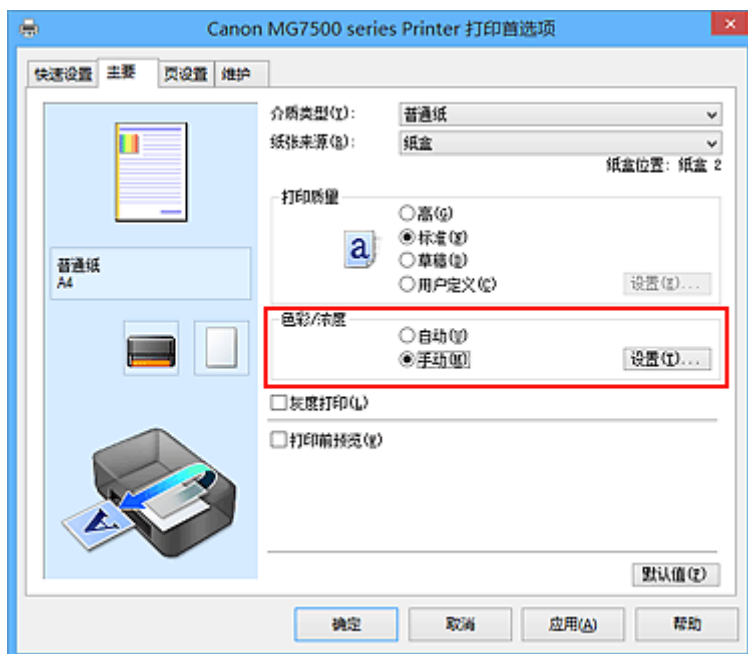 Canon MG7500 series Printer 打印首选项
快速设置 主要 页设置 维护
介质类型(Y): 普通纸
纸张来源(R): 纸盒
纸盒位置: 纸盒 2
打印质量
高(G)
a
标准(X)
草稿(D)
用户定义(C) 设置(E)...
普通纸
A4
色彩/浓度
自动(U)
手动(M) 设置(T)...
灰度打印(L)
打印前预览(W)
A
默认值(F)
确定 取消 应用(A) 帮助